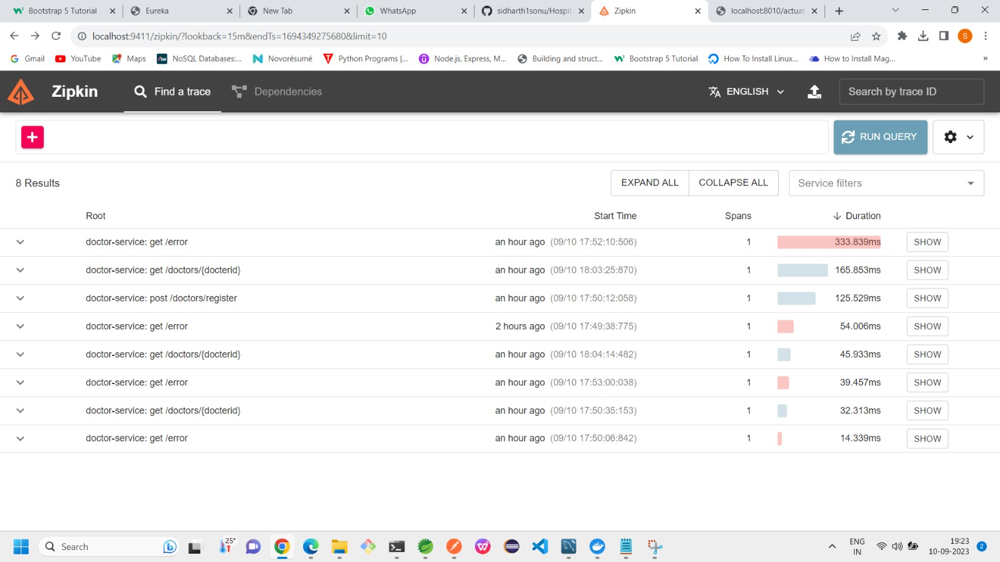 Bootstrap 5 Tutorial
Eureka
New Tab
WhatsApp
sidharth1sonu/Hospit
Zipkin
localhost:8010/actuat
localhost:9411/zipkin/?lookback=15m&endTs=1694349275680&limit=10
S
Gmail
YouTube
Maps
NoSQL Databases:...
Novorésumé
Python Programs |...
Node.js, Express, M...
Building and struct...
Bootstrap 5 Tutorial
How To Install Linux...
How to Install Mag...
»
Zipkin
Find a trace
Dependencies
ENGLISH
Search by trace ID
RUN QUERY
8 Results
EXPAND ALL
COLLAPSE ALL
Service filters
Root Start Time Spans Duration
doctor-service: get /error an hour ago (09/10 17:52:10:506) 1 333.839ms SHOW
doctor-service: get /doctors/{docterid} an hour ago (09/10 18:03:25:870) 1 165.853ms SHOW
doctor-service: post /doctors/register an hour ago (09/10 17:50:12:058) 1 125.529ms SHOW
doctor-service: get /error 2 hours ago (09/10 17:49:38:775) 1 54.006ms SHOW
doctor-service: get /doctors/{docterid} an hour ago (09/10 18:04:14:482) 1 45.933ms SHOW
doctor-service: get /error an hour ago (09/10 17:53:00:038) 1 39.457ms SHOW
doctor-service: get /doctors/{docterid} an hour ago (09/10 17:50:35:153) 1 32.313ms SHOW
doctor-service: get /error an hour ago (09/10 17:50:06:842) 1 14.339ms SHOW
Search
25°
ENG
IN
19:23
10-09-2023
2